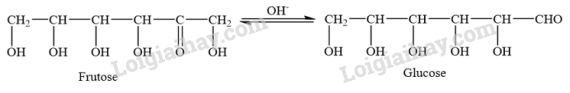 CH₂—CH—CH—CH—C—CH₂ OH⁻ CH₂—CH—CH—CH—CH—CHO
OH OH OH OH O OH OH OH OH OH OH
Frutose Glucose
Loigiaihay.com
Loigiaihay.com